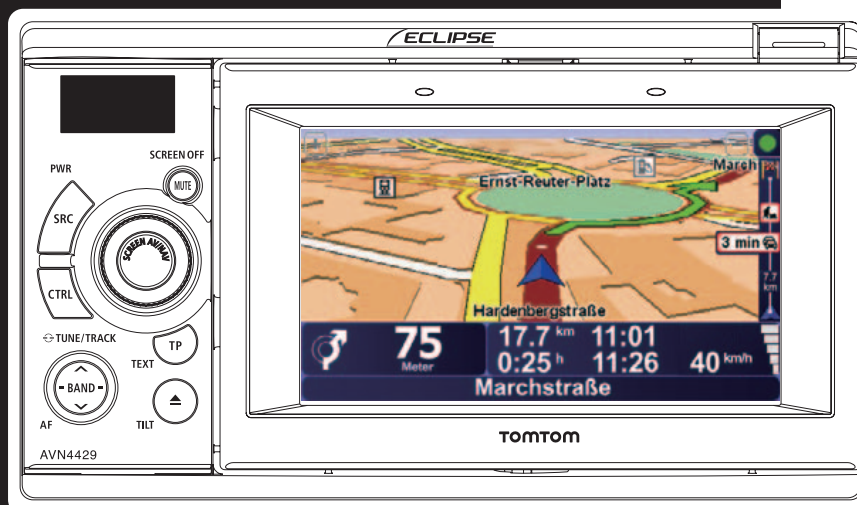 ECLIPSE
PWR
SCREEN OFF
MUTE
SRC
SCREEN AV/NAV
CTRL
TUNE/TRACK
TP
TEXT
BAND
AF
TILT
AVN4429
March
Ernst-Reuter-Platz
3 min
7.7
km
Hardenbergstraße
75
Meter
17.7 km 11:01
0:25 h 11:26 40 km/h
Marchstraße
TOMTOM